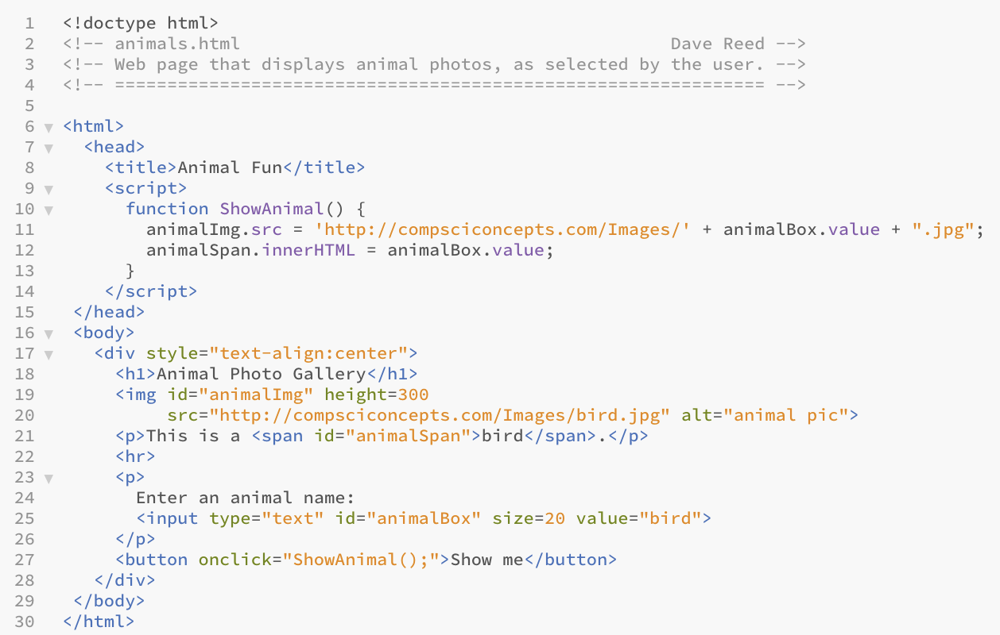 1 <!doctype html>
2 <!-- animals.html                                         Dave Reed -->
3 <!-- Web page that displays animal photos, as selected by the user. -->
4 <!-- ============================================================== -->
5
6 <html>
7   <head>
8     <title>Animal Fun</title>
9     <script>
10       function ShowAnimal() {
11         animalImg.src = 'http://compsciconcepts.com/Images/' + animalBox.value + ".jpg";
12         animalSpan.innerHTML = animalBox.value;
13       }
14     </script>
15  </head>
16  <body>
17    <div style="text-align:center">
18      <h1>Animal Photo Gallery</h1>
19      <img id="animalImg" height=300
20           src="http://compsciconcepts.com/Images/bird.jpg" alt="animal pic">
21      <p>This is a <span id="animalSpan">bird</span>.</p>
22      <hr>
23      <p>
24        Enter an animal name:
25        <input type="text" id="animalBox" size=20 value="bird">
26      </p>
27      <button onclick="ShowAnimal();">Show me</button>
28    </div>
29  </body>
30 </html>